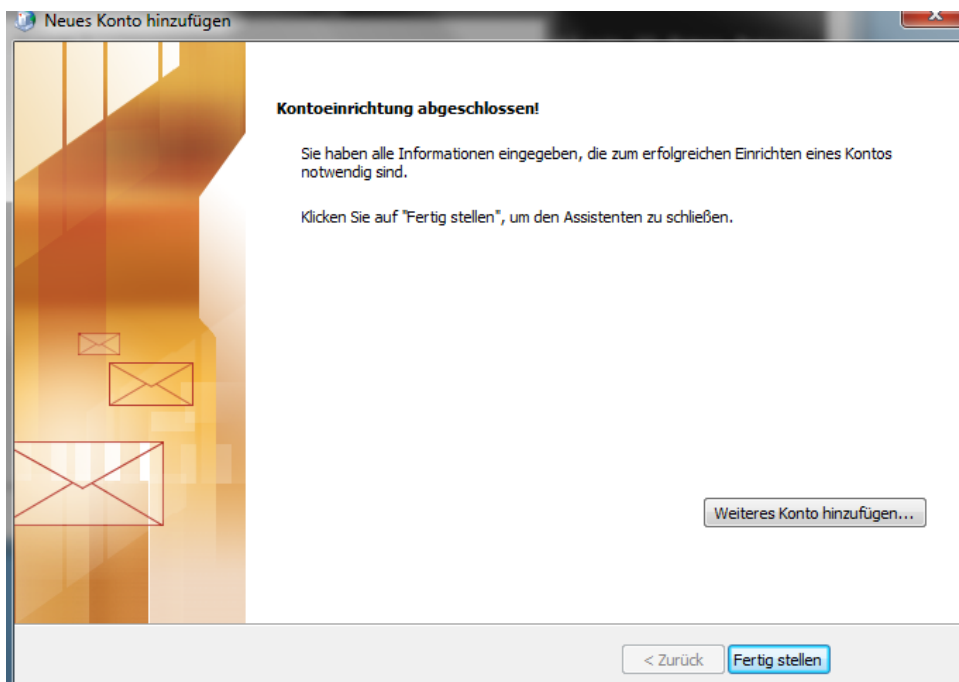 Neues Konto hinzufügen
Kontoeinrichtung abgeschlossen!
Sie haben alle Informationen eingegeben, die zum erfolgreichen Einrichten eines Kontos
notwendig sind.
Klicken Sie auf "Fertig stellen", um den Assistenten zu schließen.
Weiteres Konto hinzufügen...
< Zurück
Fertig stellen